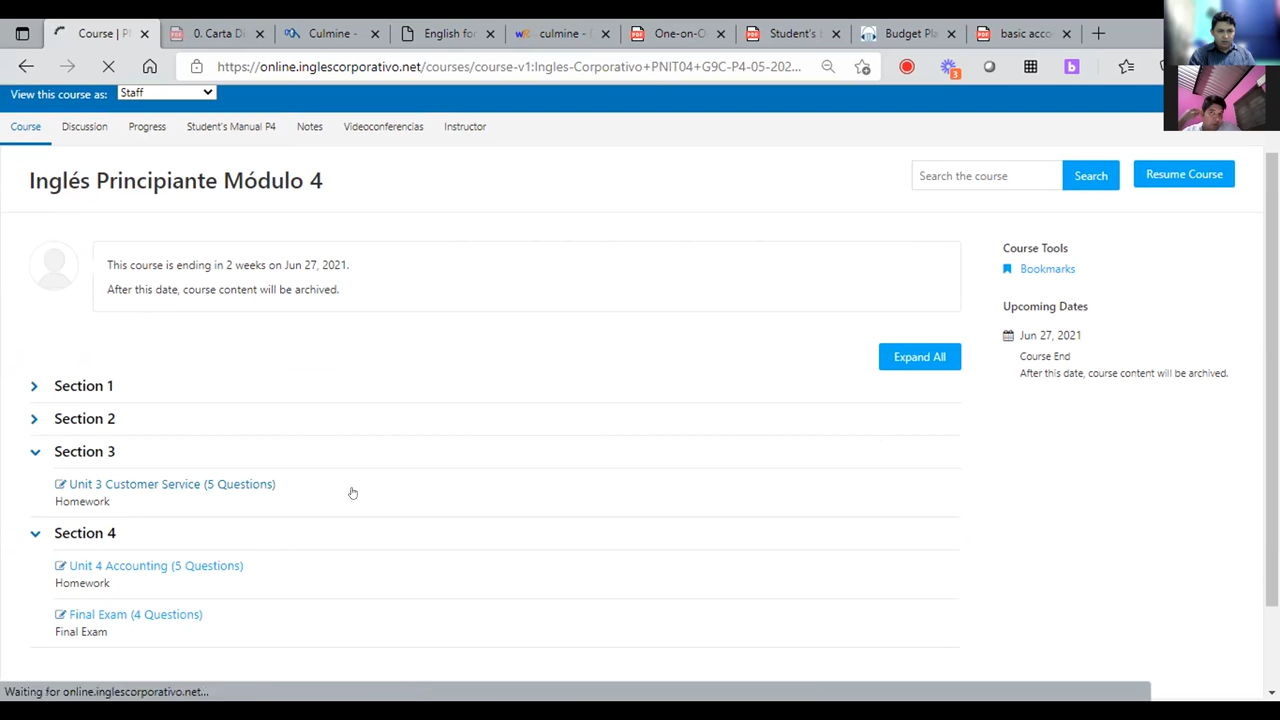 Course | P
0. Carta Di
Culmine -
English fo
culmine -
One-on-O
Student's
Budget Pla
basic acco
https://online.inglescorporativo.net/courses/course-v1:Ingles-Corporativo+PNIT04+G9C-P4-05-202...
3
View this course as: Staff
Course Discussion Progress Student's Manual P4 Notes Videoconferencias Instructor
Inglés Principiante Módulo 4
Search the course
Search
Resume Course
This course is ending in 2 weeks on Jun 27, 2021.
After this date, course content will be archived.
Course Tools
Bookmarks
Upcoming Dates
Jun 27, 2021
Course End
After this date, course content will be archived.
Expand All
Section 1
Section 2
Section 3
Unit 3 Customer Service (5 Questions)
Homework
Section 4
Unit 4 Accounting (5 Questions)
Homework
Final Exam (4 Questions)
Final Exam
Waiting for online.inglescorporativo.net...